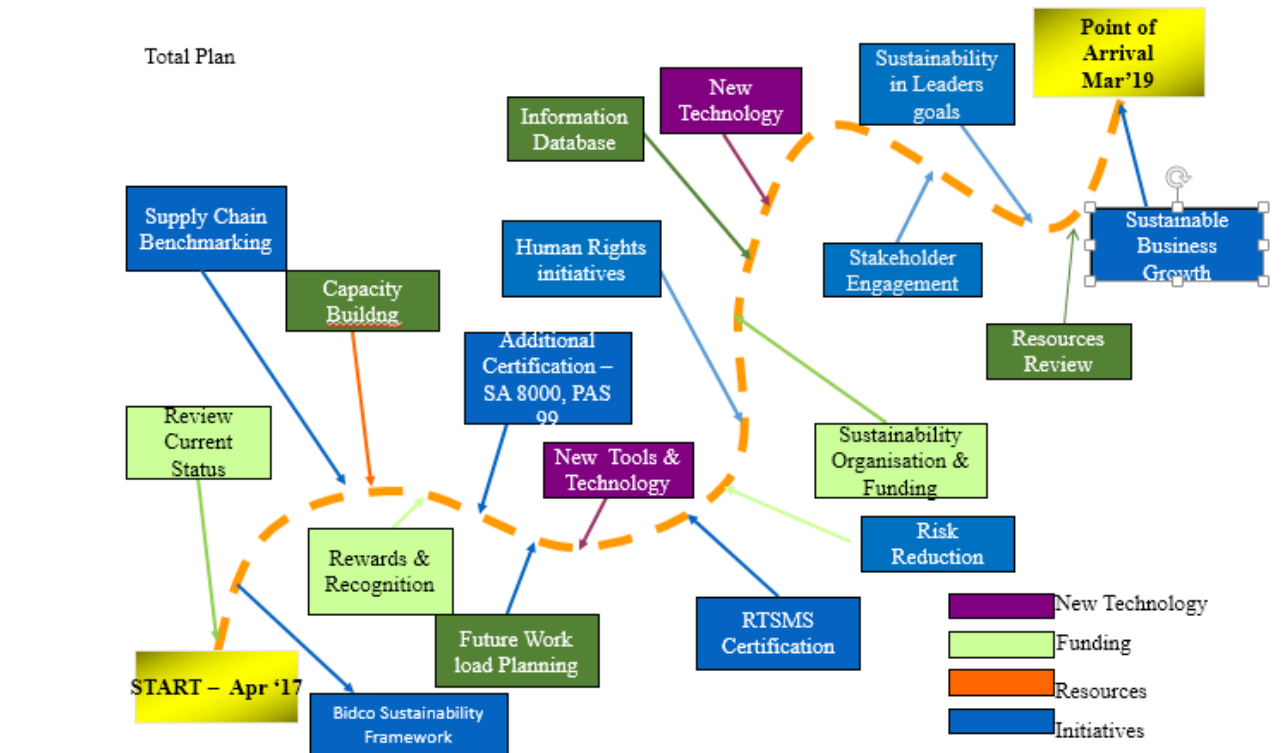 Total Plan
Point of
Arrival
Mar’19
Sustainability
in Leaders
goals
New
Technology
Information
Database
Supply Chain
Benchmarking
Human Rights
initiatives
Sustainable
Business
Growth
Stakeholder
Engagement
Capacity
Buildng
Resources
Review
Additional
Certification –
SA 8000, PAS
99
Review
Current
Status
New Tools &
Technology
Sustainability
Organisation &
Funding
Risk
Reduction
Rewards &
Recognition
RTSMS
Certification
Future Work
load Planning
START – Apr ‘17
Bidco Sustainability
Framework
New Technology
Funding
Resources
Initiatives